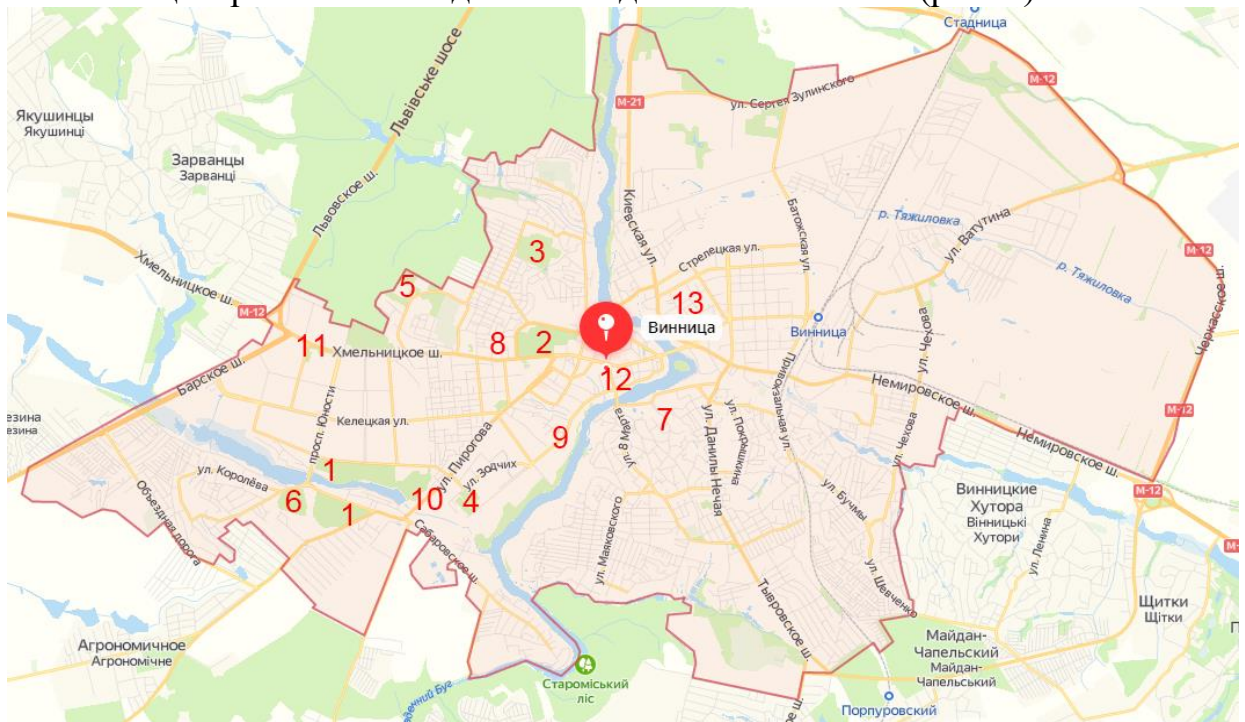 Стадница
Львівське шосе
М-12
М-21
ул. Сергея Зулинского
Якушинцы
Якушинці
Зарванцы
Зарванці
Львовское ш.
Киевская ул.
Батожская ул.
р. Тяжиловка
ул. Ватутина
3
Стрелецкая ул.
М-12
Хмельницкое ш.
5
р. Тяжиловка
13
М-12
Черкасское ш.
Винница
Винница
8
2
11
Хмельницкое ш.
12
Барское ш.
Привокзальная ул.
ул. Чехова
Немировское ш.
М-12
просп. Юности
Келецкая ул.
9
7
ул. 8 Марта
ул. Данилы Нечая
ул. Покрышкина
ул. Чехова
Немировское ш.
ул. Пирогова
ул. Зодчих
ул. Королёва
1
6
1
10
4
Объездная дорога
Сабаровское ш.
ул. Маяковского
ул. Бучмы
Винницкие
Хутора
Вінницькі
Хутори
М-12
ул. Ленина
Тывровское ш.
ул. Шевченко
Щитки
Щітки
Агрономичное
Агрономічне
Староміський
ліс
Майдан-
Чапельский
Майдан-
Чапельський
Порпуровский